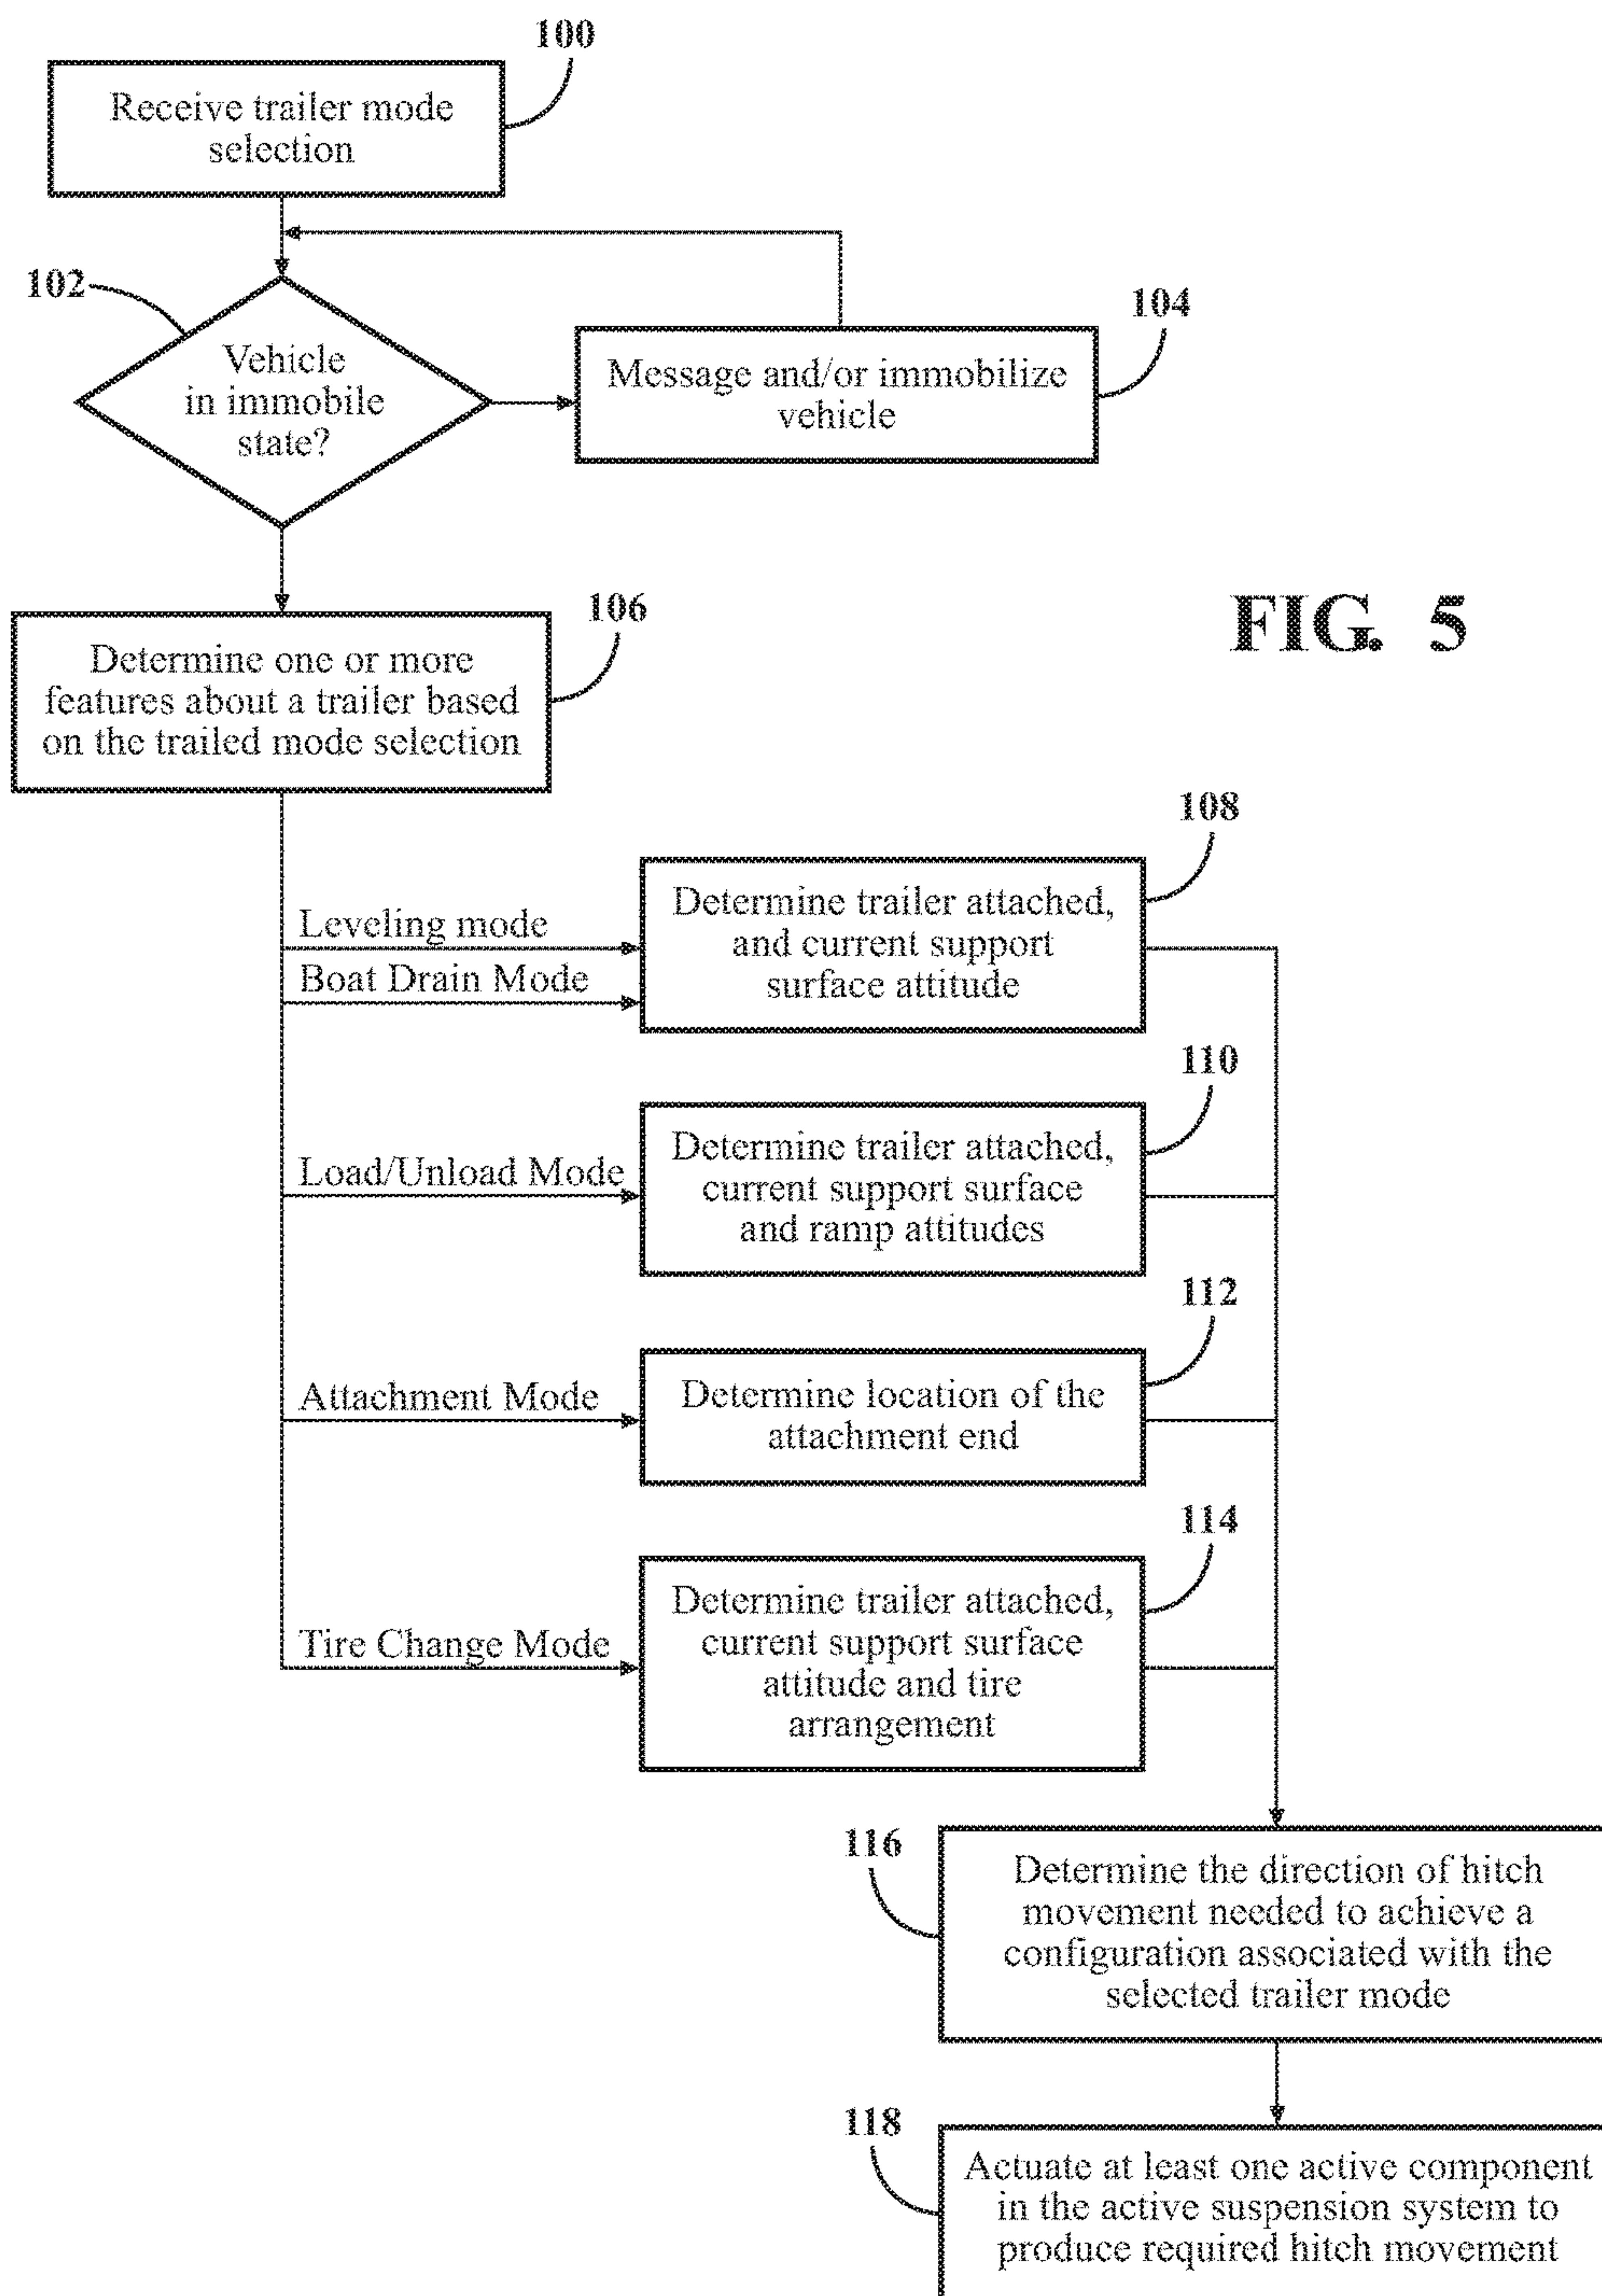 100
Receive trailer mode
selection
102
Vehicle
in immobile
state?
104
Message and/or immobilize
vehicle
106
Determine one or more
features about a trailer based
on the trailed mode selection
FIG. 5
108
Leveling mode
Boat Drain Mode
Determine trailer attached,
and current support
surface attitude
110
Load/Unload Mode
Determine trailer attached,
current support surface
and ramp attitudes
112
Attachment Mode
Determine location of the
attachment end
114
Tire Change Mode
Determine trailer attached,
current support surface
attitude and tire
arrangement
116
Determine the direction of hitch
movement needed to achieve a
configuration associated with the
selected trailer mode
118
Actuate at least one active component
in the active suspension system to
produce required hitch movement